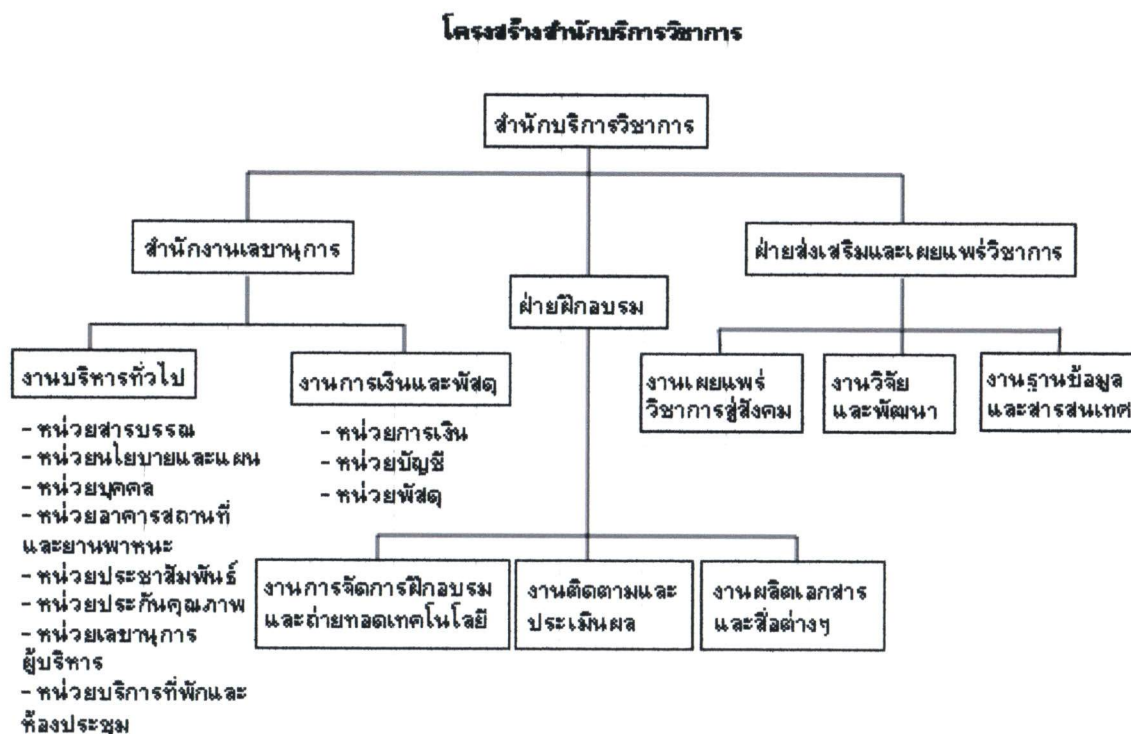 โครงสร้างสำนักบริการวิชาการ
สำนักบริการวิชาการ
สำนักงานเลขานุการ
ฝ่ายฝึกอบรม
ฝ่ายส่งเสริมและเผยแพร่วิชาการ
งานบริหารทั่วไป
- หน่วยสารบรรณ
- หน่วยนโยบายและแผน
- หน่วยบุคคล
- หน่วยอาคารสถานที่
และยานพาหนะ
- หน่วยประชาสัมพันธ์
- หน่วยประกันคุณภาพ
- หน่วยเลขานุการ
ผู้บริหาร
- หน่วยบริการที่พักและ
ห้องประชุม
งานการเงินและพัสดุ
- หน่วยการเงิน
- หน่วยบัญชี
- หน่วยพัสดุ
งานการจัดการฝึกอบรม
และถ่ายทอดเทคโนโลยี
งานติดตามและ
ประเมินผล
งานผลิตเอกสาร
และสื่อต่างๆ
งานเผยแพร่
วิชาการสู่สังคม
งานวิจัย
และพัฒนา
งานฐานข้อมูล
และสารสนเทศ